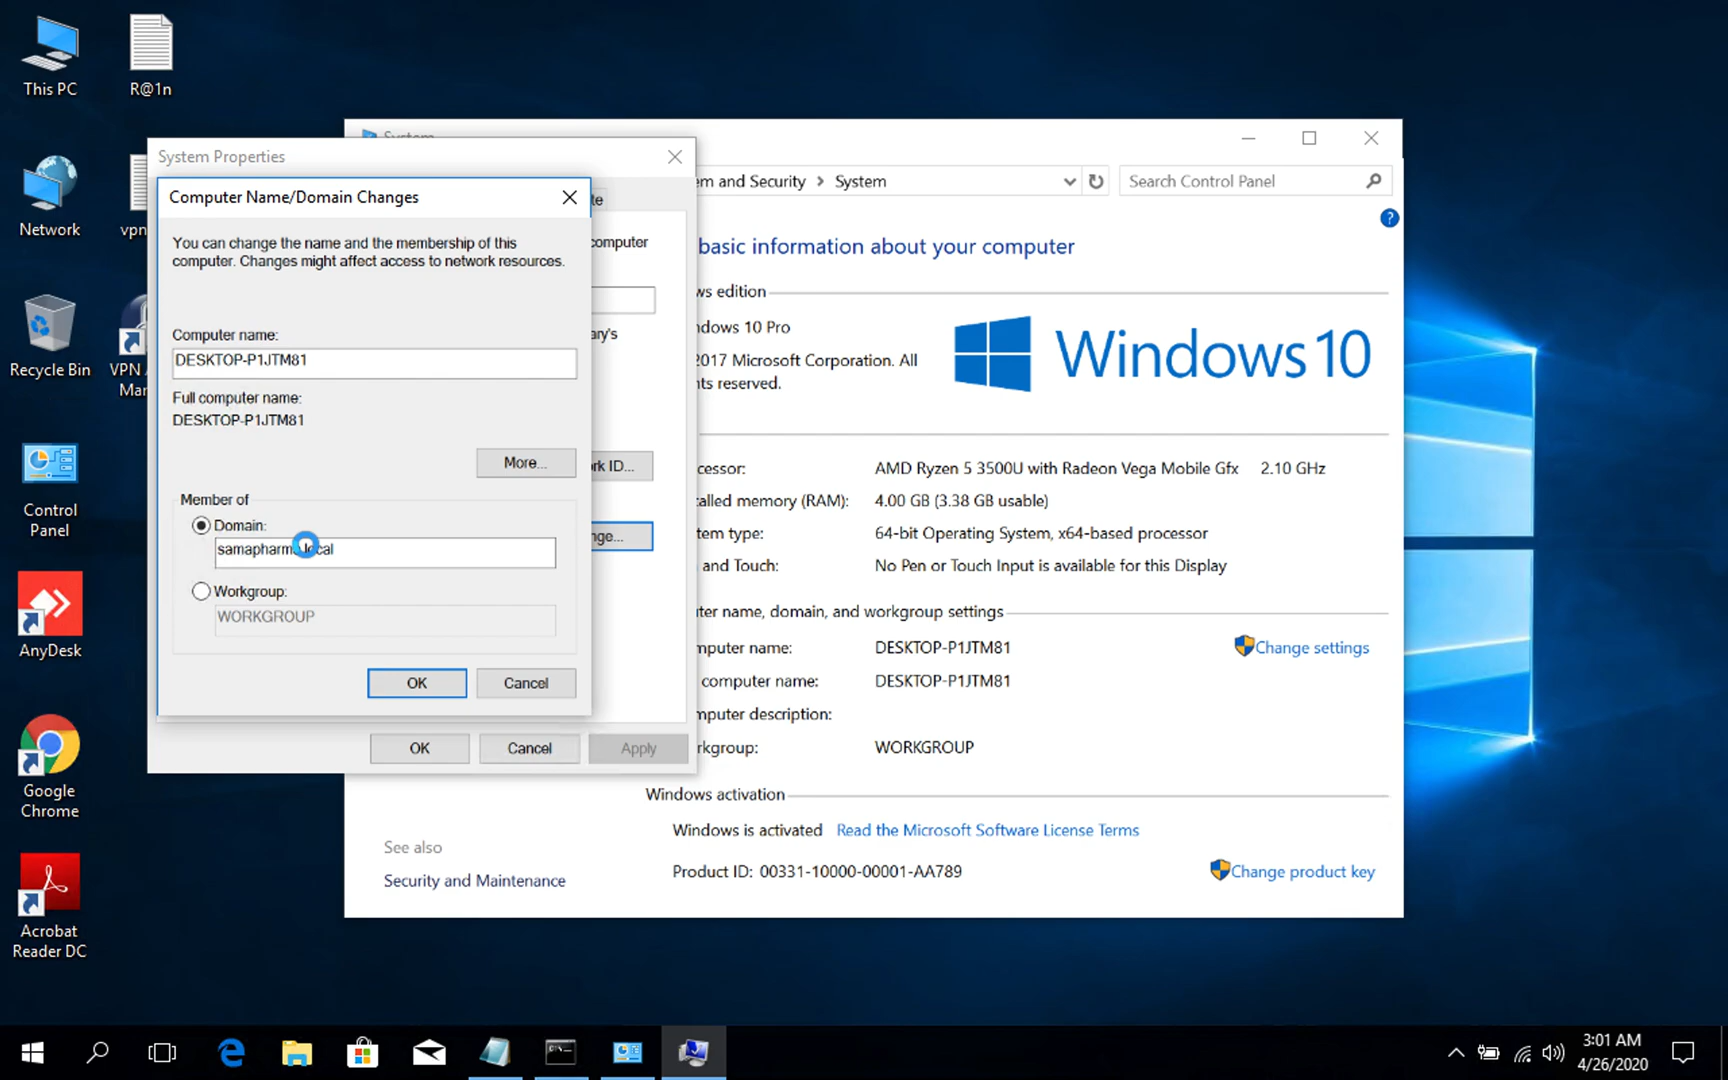 This PC
R@1n
Network
vpn
Recycle Bin
VPN
Man
Control
Panel
AnyDesk
Google
Chrome
Acrobat
Reader DC
System
System Properties
Computer Name/Domain Changes
te
You can change the name and the membership of this
computer. Changes might affect access to network resources.
computer
Computer name:
ary's
DESKTOP-P1JTM81
Full computer name:
DESKTOP-P1JTM81
More...
rk ID...
Member of
Domain:
nge...
Workgroup:
WORKGROUP
OK
Cancel
OK
Cancel
Apply
em and Security
System
Search Control Panel
?
basic information about your computer
ws edition
ndows 10 Pro
2017 Microsoft Corporation. All
nts reserved.
Windows 10
cessor:
AMD Ryzen 5 3500U with Radeon Vega Mobile Gfx 2.10 GHz
alled memory (RAM):
4.00 GB (3.38 GB usable)
tem type:
64-bit Operating System, x64-based processor
and Touch:
No Pen or Touch Input is available for this Display
uter name, domain, and workgroup settings
mputer name:
DESKTOP-P1JTM81
Change settings
computer name:
DESKTOP-P1JTM81
mputer description:
rkgroup:
WORKGROUP
Windows activation
Windows is activated
Read the Microsoft Software License Terms
See also
Security and Maintenance
Product ID: 00331-10000-00001-AA789
Change product key
3:01 AM
4/26/2020